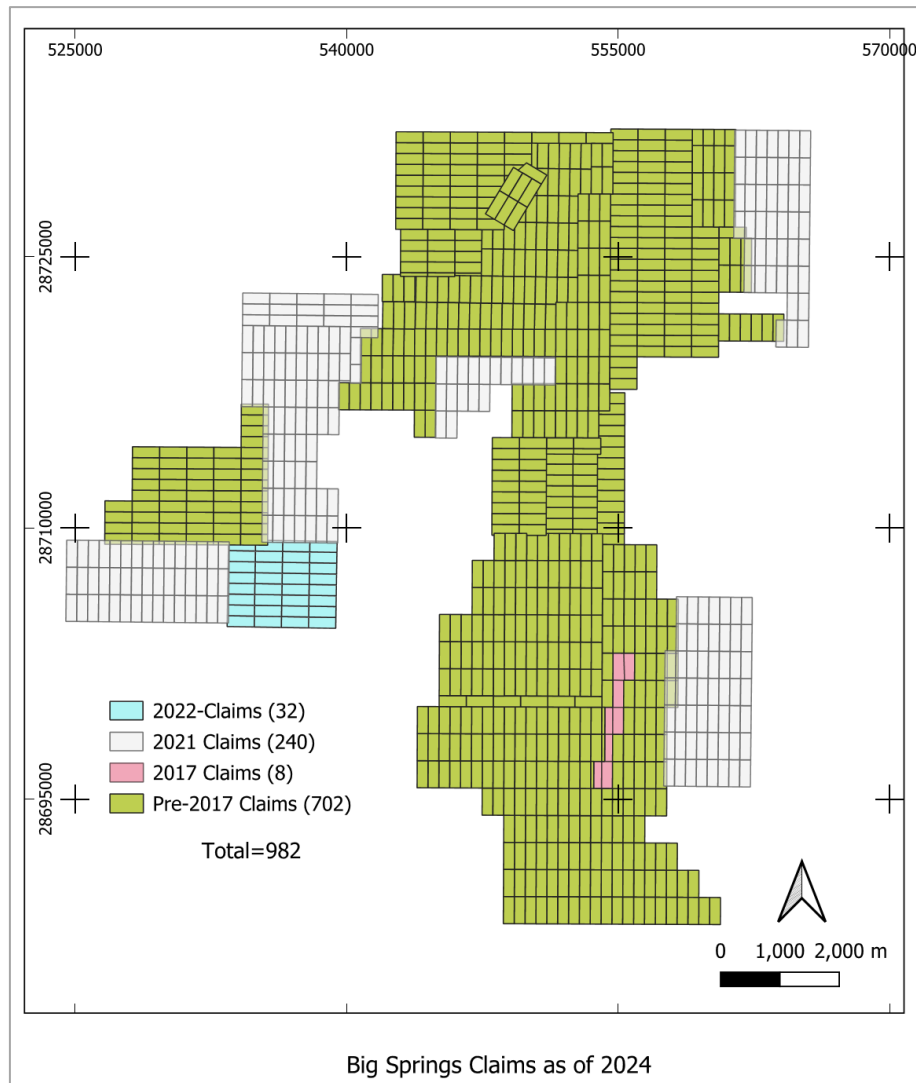 525000 540000 555000 570000
28725000
28710000
28695000
2022-Claims (32)
2021 Claims (240)
2017 Claims (8)
Pre-2017 Claims (702)
Total=982
0 1,000 2,000 m
Big Springs Claims as of 2024